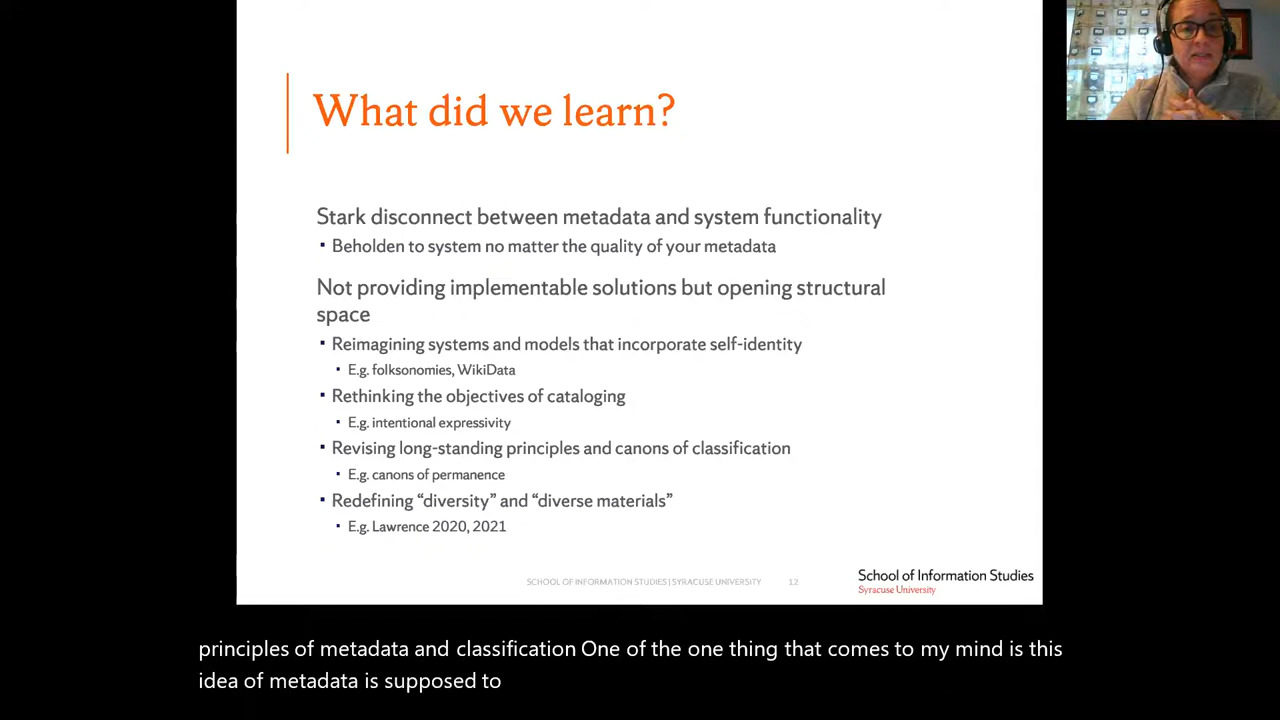 What did we learn?
Stark disconnect between metadata and system functionality
▪ Beholden to system no matter the quality of your metadata
Not providing implementable solutions but opening structural
space
▪ Reimagining systems and models that incorporate self-identity
▪ E.g. folksonomies, WikiData
▪ Rethinking the objectives of cataloging
▪ E.g. intentional expressivity
▪ Revising long-standing principles and canons of classification
▪ E.g. canons of permanence
▪ Redefining “diversity” and “diverse materials”
▪ E.g. Lawrence 2020, 2021
SCHOOL OF INFORMATION STUDIES | SYRACUSE UNIVERSITY 12
School of Information Studies
Syracuse University
principles of metadata and classification One of the one thing that comes to my mind is this
idea of metadata is supposed to